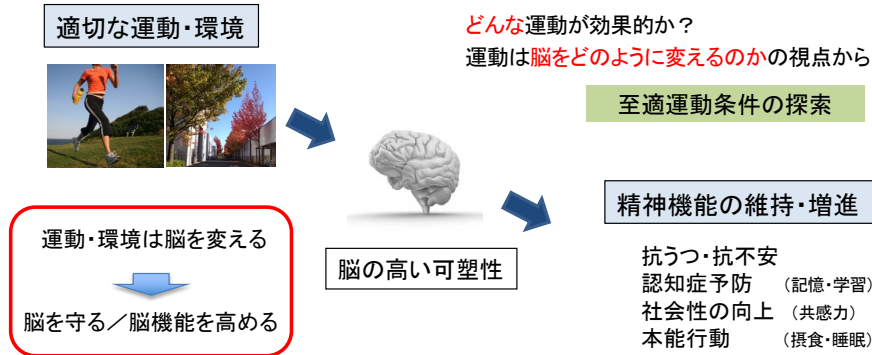 適切な運動・環境
どんな運動が効果的か？
運動は脳をどのように変えるのかの視点から
至適運動条件の探索
運動・環境は脳を変える
脳を守る／脳機能を高める
脳の高い可塑性
精神機能の維持・増進
抗うつ・抗不安
認知症予防 （記憶・学習）
社会性の向上 （共感力）
本能行動 （摂食・睡眠）